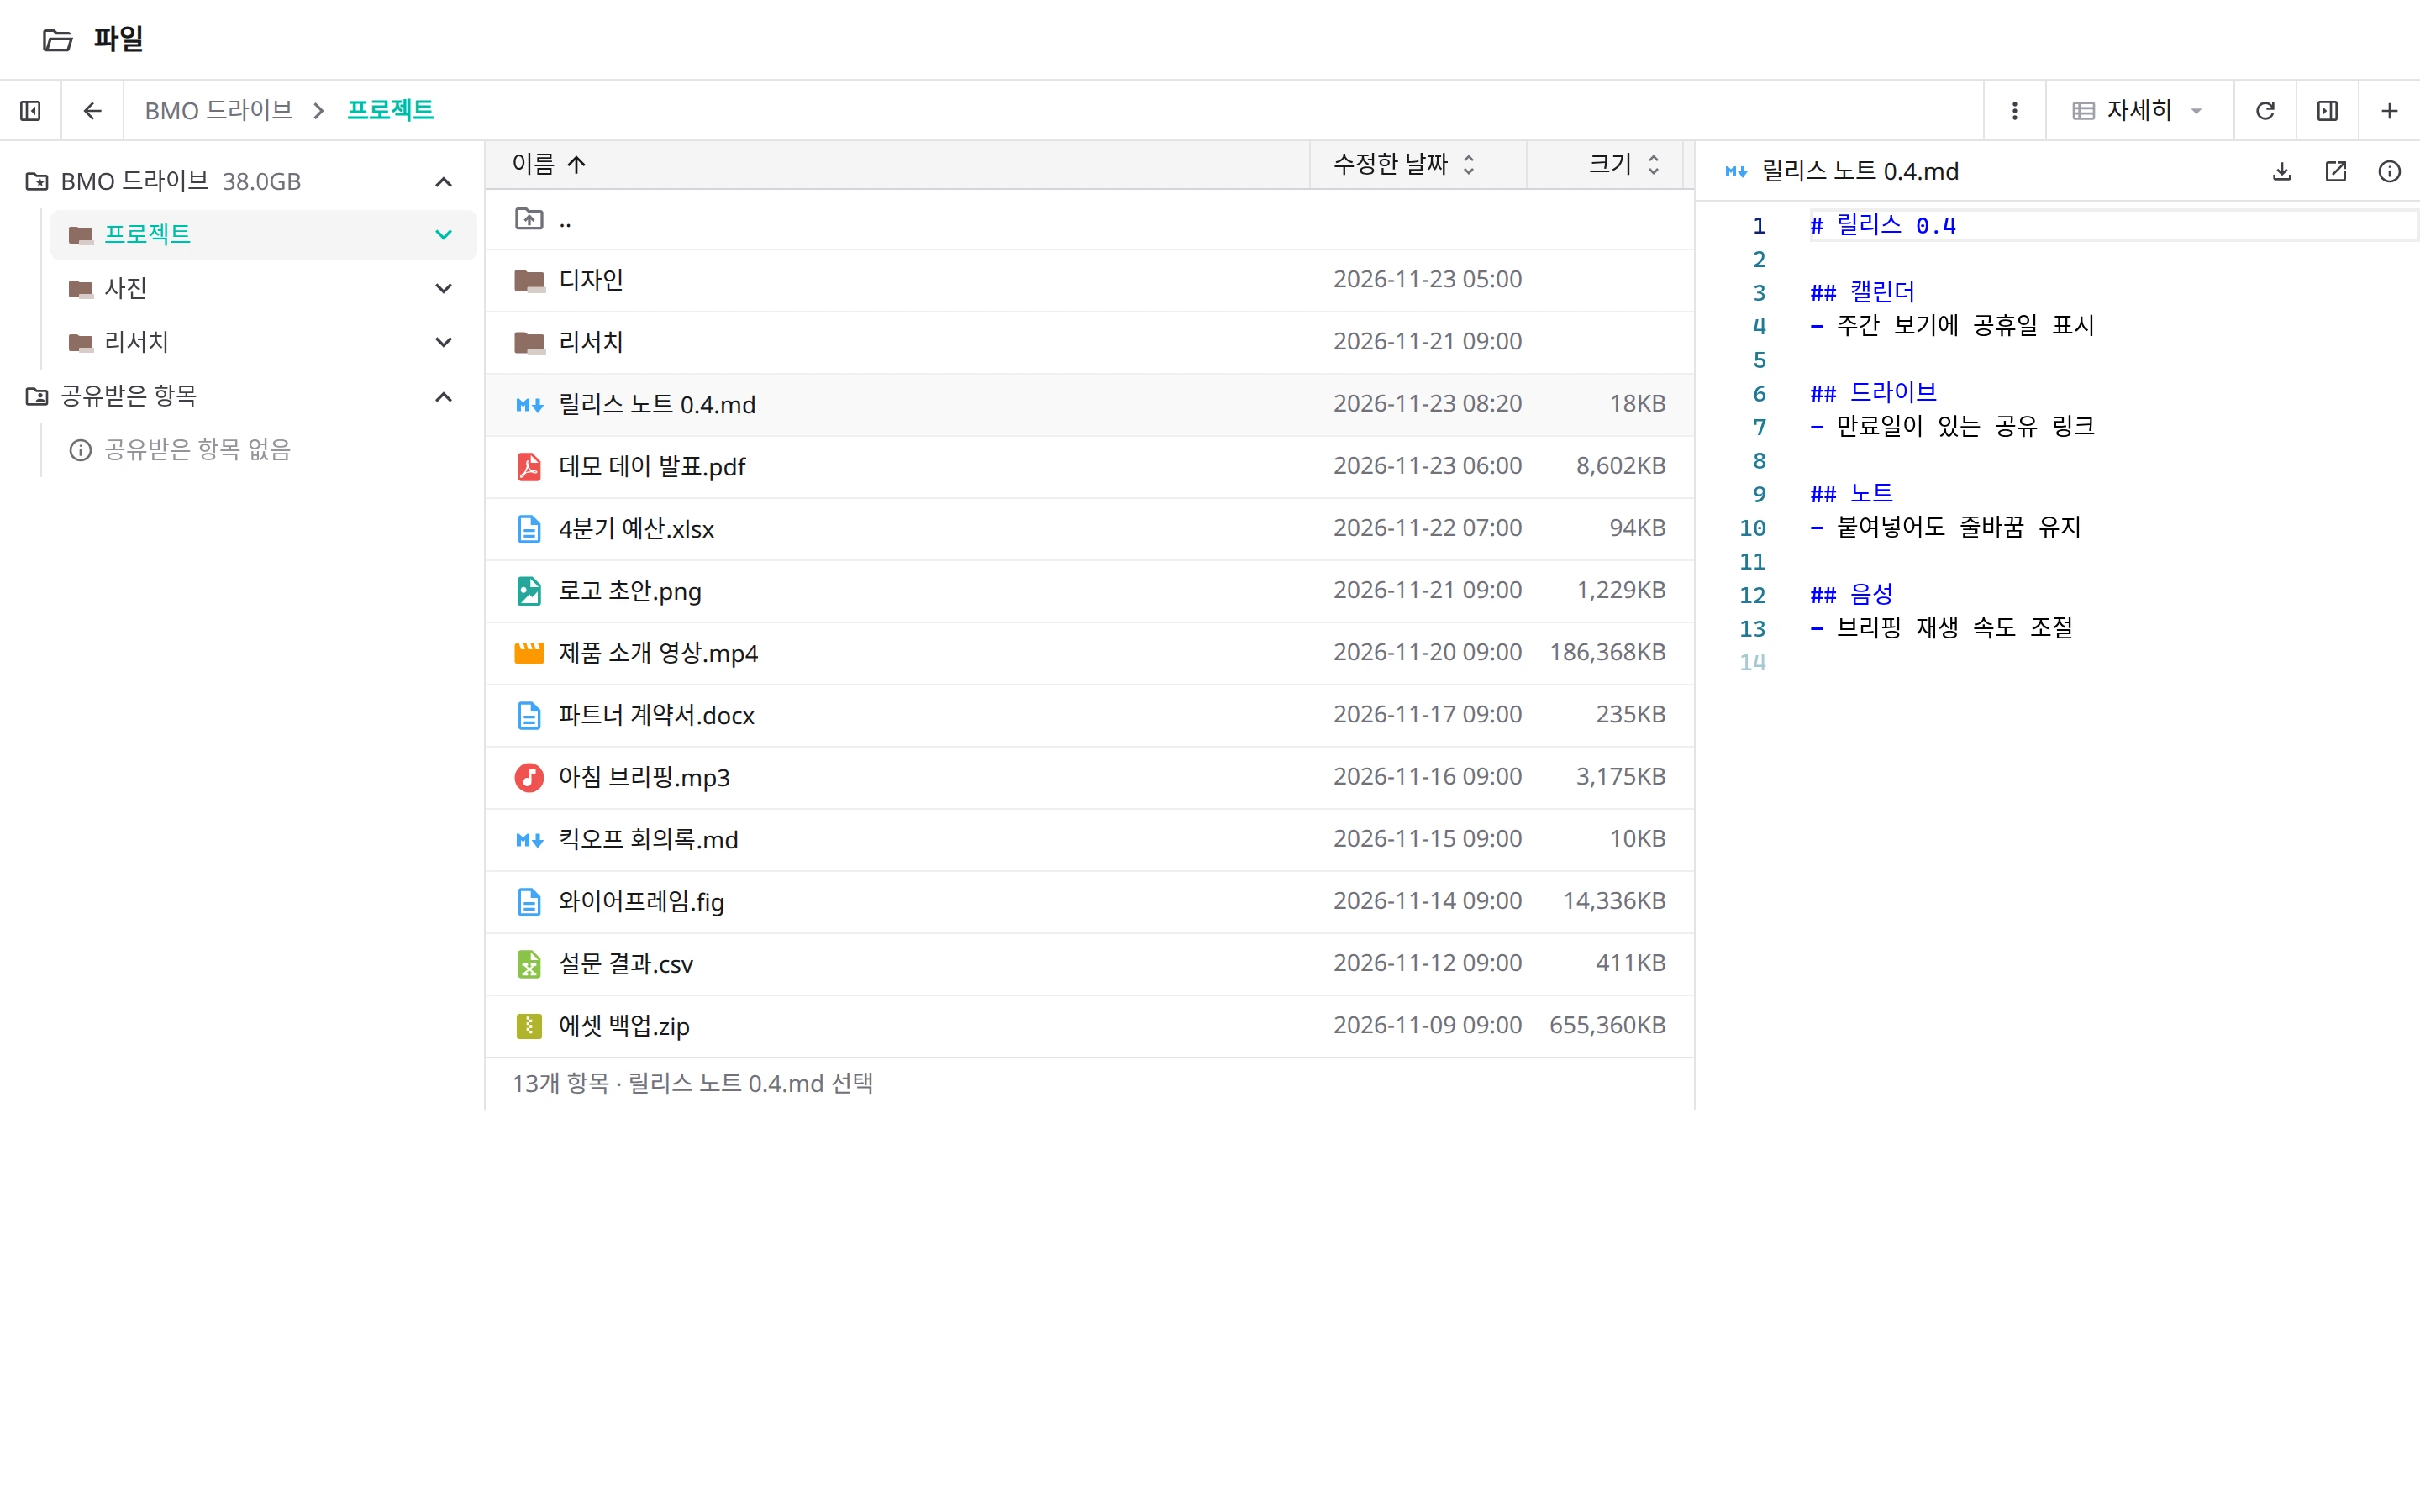 파일
BMO 드라이브 프로젝트
자세히
BMO 드라이브 38.0GB
프로젝트
사진
리서치
공유받은 항목
공유받은 항목 없음
이름 수정한 날짜 크기
..
디자인 2026-11-23 05:00
리서치 2026-11-21 09:00
릴리스 노트 0.4.md 2026-11-23 08:20 18KB
데모 데이 발표.pdf 2026-11-23 06:00 8,602KB
4분기 예산.xlsx 2026-11-22 07:00 94KB
로고 초안.png 2026-11-21 09:00 1,229KB
제품 소개 영상.mp4 2026-11-20 09:00 186,368KB
파트너 계약서.docx 2026-11-17 09:00 235KB
아침 브리핑.mp3 2026-11-16 09:00 3,175KB
킥오프 회의록.md 2026-11-15 09:00 10KB
와이어프레임.fig 2026-11-14 09:00 14,336KB
설문 결과.csv 2026-11-12 09:00 411KB
에셋 백업.zip 2026-11-09 09:00 655,360KB
13개 항목 · 릴리스 노트 0.4.md 선택
릴리스 노트 0.4.md
1 # 릴리스 0.4
2
3 ## 캘린더
4 - 주간 보기에 공휴일 표시
5
6 ## 드라이브
7 - 만료일이 있는 공유 링크
8
9 ## 노트
10 - 붙여넣어도 줄바꿈 유지
11
12 ## 음성
13 - 브리핑 재생 속도 조절
14